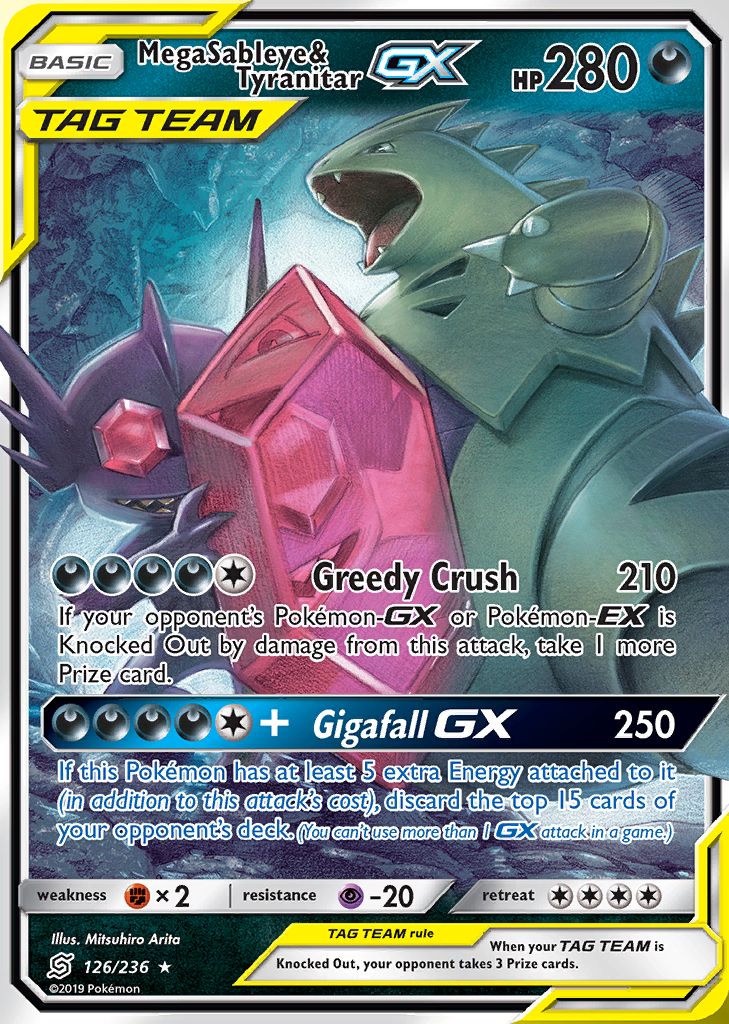 BASIC
MegaSableye&
Tyranitar GX
HP 280
TAG TEAM
Greedy Crush 210
If your opponent's Pokémon-GX or Pokémon-EX is
Knocked Out by damage from this attack, take 1 more
Prize card.
+ Gigafall GX 250
If this Pokémon has at least 5 extra Energy attached to it
(in addition to this attack's cost), discard the top 15 cards of
your opponent's deck. (You can't use more than 1 GX attack in a game.)
weakness ×2 resistance -20 retreat
Illus. Mitsuhiro Arita
126/236
©2019 Pokémon
TAG TEAM rule
When your TAG TEAM is
Knocked Out, your opponent takes 3 Prize cards.